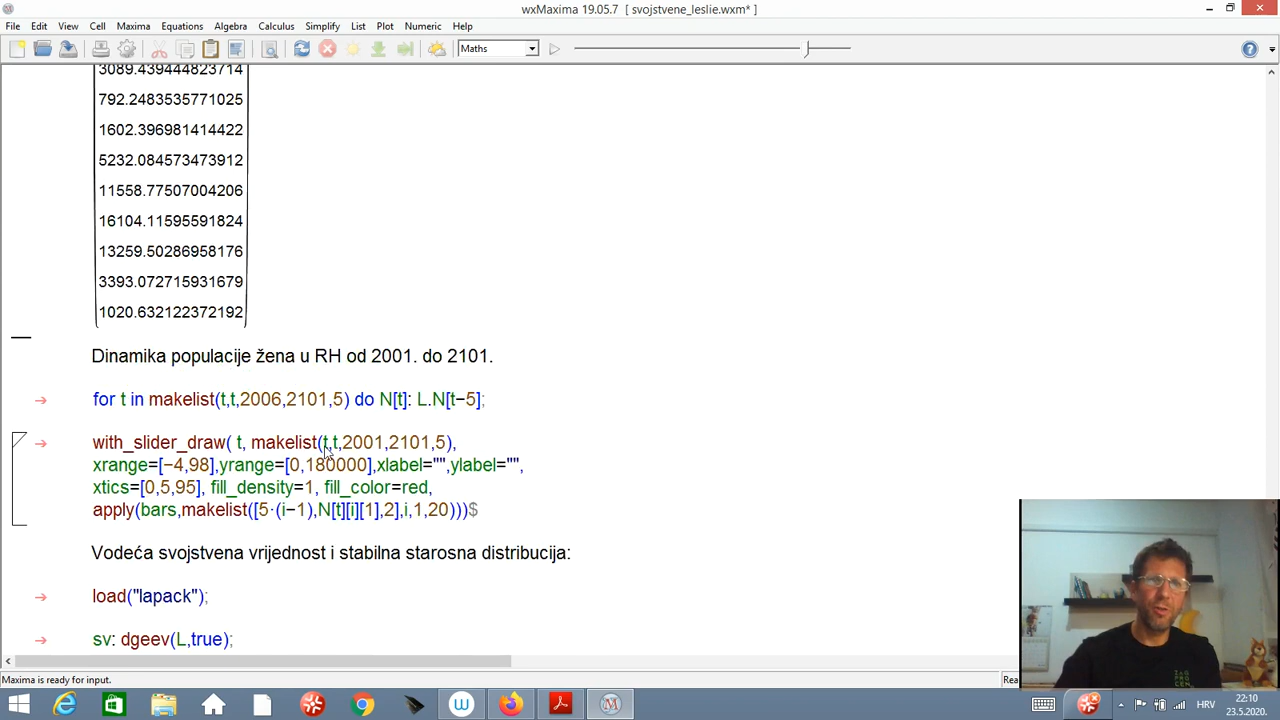 wxMaxima 19.05.7 [ svojstvene_leslie.wxm* ]
File Edit View Cell Maxima Equations Algebra Calculus Simplify List Plot Numeric Help
Maths
3089.439444823714
792.2483535771025
1602.396981414422
5232.084573473912
11558.77507004206
16104.11595591824
13259.50286958176
3393.072715931679
1020.632122372192
Dinamika populacije žena u RH od 2001. do 2101.
for t in makelist(t,t,2006,2101,5) do N[t]: L.N[t−5];
with_slider_draw( t, makelist(t,t,2001,2101,5),
xrange=[−4,98],yrange=[0,180000],xlabel="",ylabel="",
xtics=[0,5,95], fill_density=1, fill_color=red,
apply(bars,makelist([5·(i−1),N[t][i][1],2],i,1,20)))$
Vodeća svojstvena vrijednost i stabilna starosna distribucija:
load("lapack");
sv: dgeev(L,true);
Maxima is ready for input.
Rea
HRV
22:10
23.5.2020.